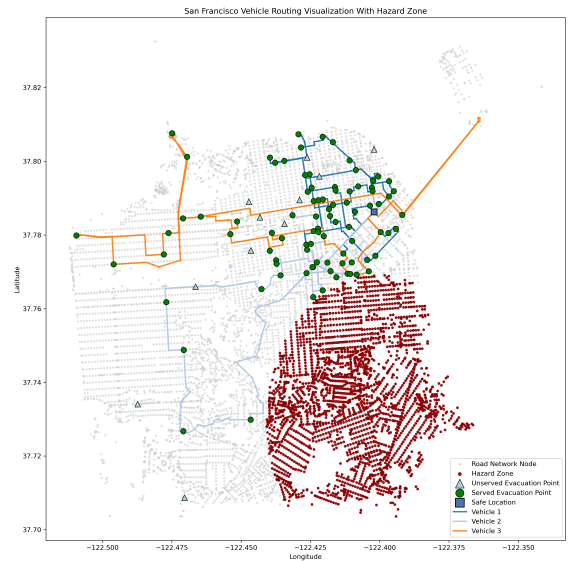 San Francisco Vehicle Routing Visualization With Hazard Zone
37.82
37.80
37.78
37.76
37.74
37.72
37.70
Latitude
Road Network Node
Hazard Zone
Unserved Evacuation Point
Served Evacuation Point
Safe Location
Vehicle 1
Vehicle 2
Vehicle 3
−122.500
−122.475
−122.450
−122.425
−122.400
−122.375
−122.350
Longitude